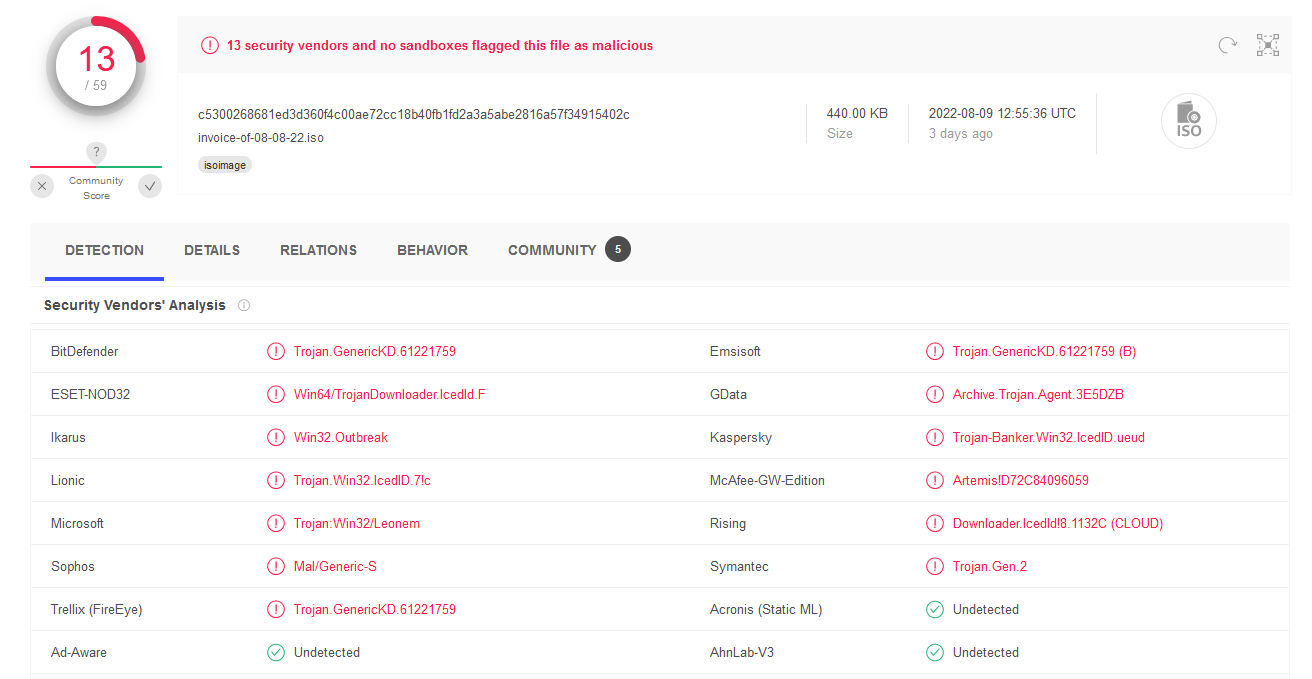 13
/ 59
?
Community
Score
13 security vendors and no sandboxes flagged this file as malicious
c5300268681ed3d360f4c00ae72cc18b40fb1fd2a3a5abe2816a57f34915402c
invoice-of-08-08-22.iso
isoimage
440.00 KB
Size
2022-08-09 12:55:36 UTC
3 days ago
ISO
DETECTION DETAILS RELATIONS BEHAVIOR COMMUNITY 5
Security Vendors' Analysis
BitDefender Trojan.GenericKD.61221759 Emsisoft Trojan.GenericKD.61221759 (B)
ESET-NOD32 Win64/TrojanDownloader.IcedId.F GData Archive.Trojan.Agent.3E5DZB
Ikarus Win32.Outbreak Kaspersky Trojan-Banker.Win32.IcedID.ueud
Lionic Trojan.Win32.IcedID.7!c McAfee-GW-Edition Artemis!D72C84096059
Microsoft Trojan:Win32/Leonem Rising Downloader.IcedId!8.1132C (CLOUD)
Sophos Mal/Generic-S Symantec Trojan.Gen.2
Trellix (FireEye) Trojan.GenericKD.61221759 Acronis (Static ML) Undetected
Ad-Aware Undetected AhnLab-V3 Undetected